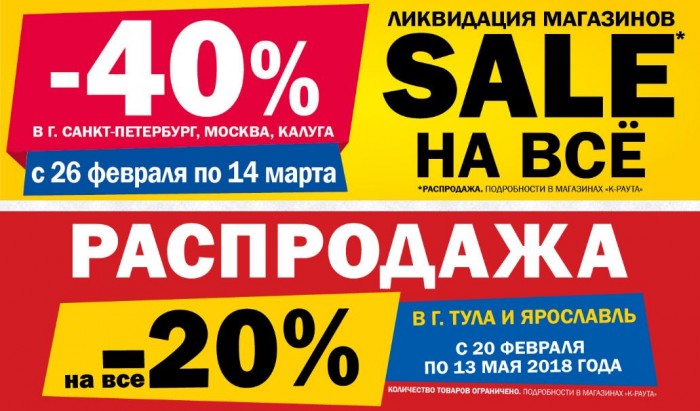 -40%
В Г. САНКТ-ПЕТЕРБУРГ, МОСКВА, КАЛУГА
с 26 февраля по 14 марта
ЛИКВИДАЦИЯ МАГАЗИНОВ
SALE*
НА ВСЁ
*РАСПРОДАЖА. ПОДРОБНОСТИ В МАГАЗИНАХ «К-РАУТА»
РАСПРОДАЖА
на все -20%
В Г. ТУЛА И ЯРОСЛАВЛЬ
С 20 ФЕВРАЛЯ
ПО 13 МАЯ 2018 ГОДА
КОЛИЧЕСТВО ТОВАРОВ ОГРАНИЧЕНО. ПОДРОБНОСТИ В МАГАЗИНАХ «К-РАУТА»